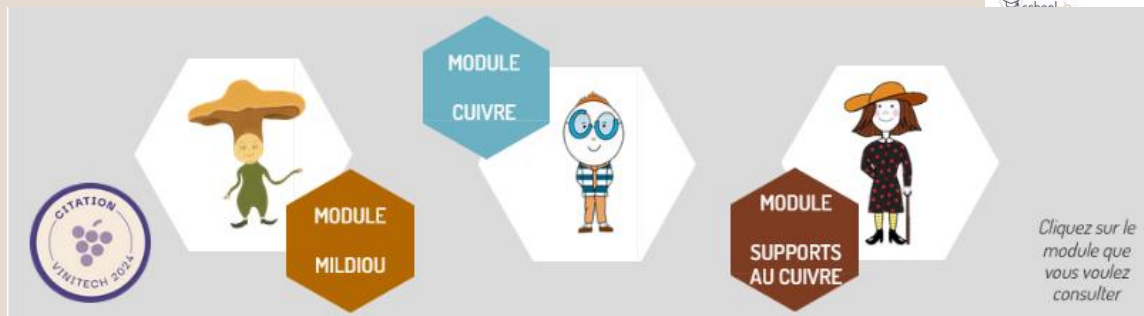 MODULE
CUIVRE
MODULE
MILDIOU
MODULE
SUPPORTS
AU CUIVRE
CITATION
VINITECH 2024
Cliquez sur le
module que
vous voulez
consulter